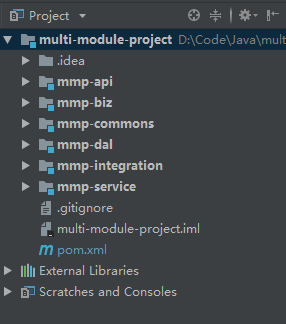 Project
multi-module-project D:\Code\Java\mult
.idea
mmp-api
mmp-biz
mmp-commons
mmp-dal
mmp-integration
mmp-service
.gitignore
multi-module-project.iml
m pom.xml
External Libraries
Scratches and Consoles